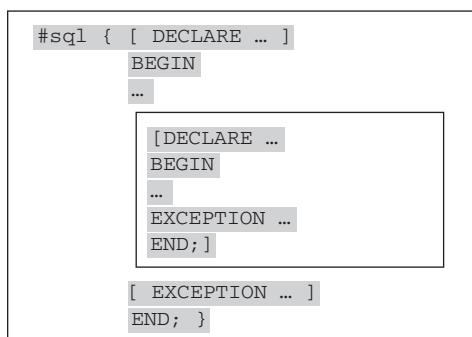 #sql { [ DECLARE … ]
BEGIN
…
[DECLARE …
BEGIN
…
EXCEPTION …
END;]
[ EXCEPTION … ]
END; }